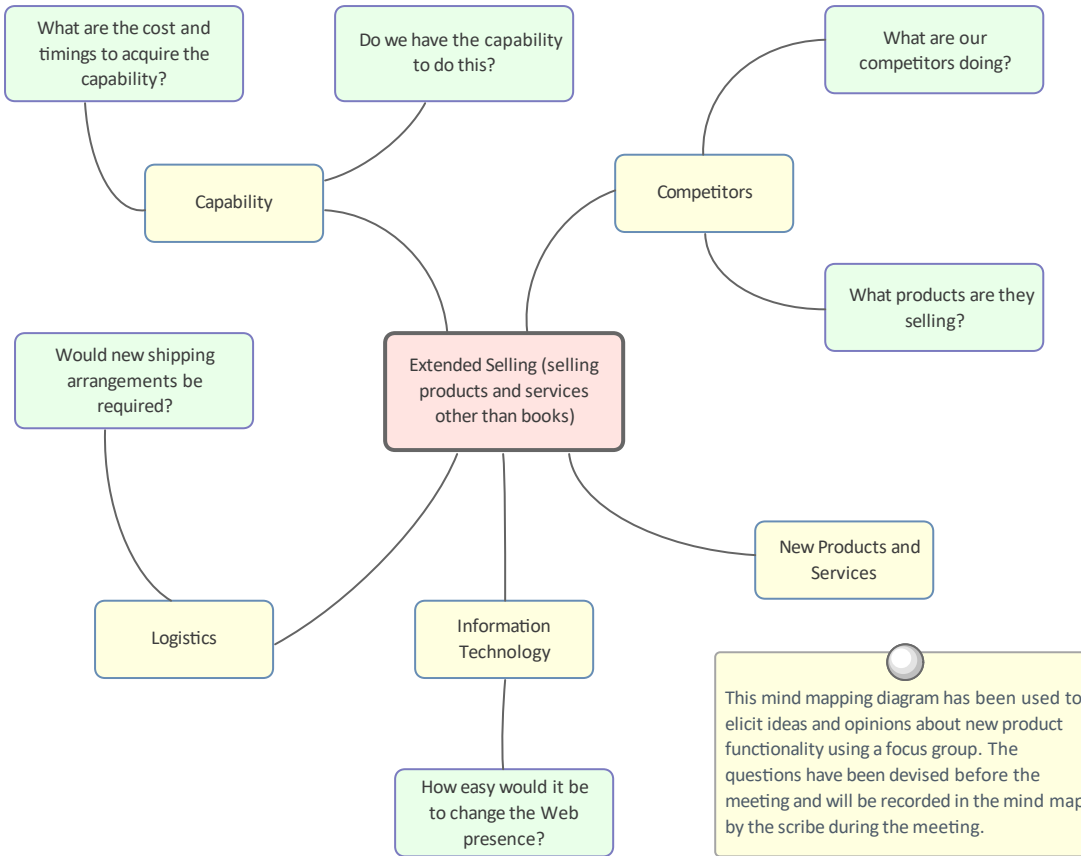 What are the cost and
timings to acquire the
capability?
Do we have the capability
to do this?
What are our
competitors doing?
Capability
Competitors
What products are they
selling?
Would new shipping
arrangements be
required?
Extended Selling (selling
products and services
other than books)
New Products and
Services
Logistics
Information
Technology
How easy would it be
to change the Web
presence?
This mind mapping diagram has been used to
elicit ideas and opinions about new product
functionality using a focus group. The
questions have been devised before the
meeting and will be recorded in the mind map
by the scribe during the meeting.